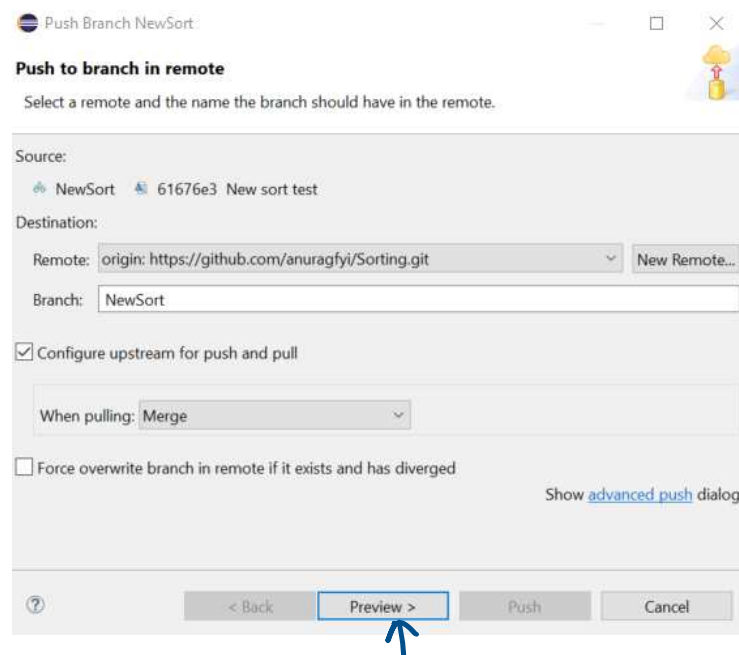 Push Branch NewSort
Push to branch in remote
Select a remote and the name the branch should have in the remote.
Source:
NewSort 61676e3 New sort test
Destination:
Remote: origin: https://github.com/anuragfyi/Sorting.git New Remote...
Branch: NewSort
Configure upstream for push and pull
When pulling: Merge
Force overwrite branch in remote if it exists and has diverged
Show advanced push dialog
? < Back Preview > Push Cancel